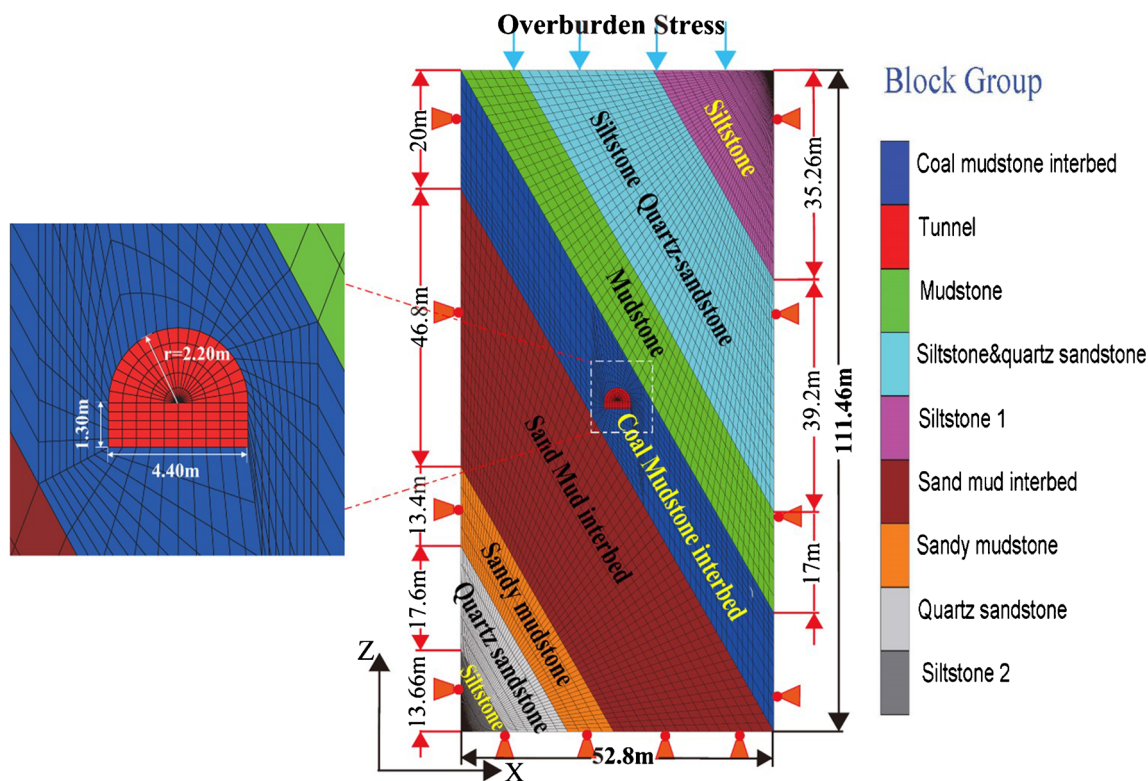 Overburden Stress
Block Group
Coal mudstone interbed
Tunnel
Mudstone
Siltstone&quartz sandstone
Siltstone 1
Sand mud interbed
Sandy mudstone
Quartz sandstone
Siltstone 2
20m
46.8m
13.4m
17.6m
13.66m
35.26m
39.2m
17m
111.46m
52.8m
Siltstone
Siltstone Quartz-sandstone
Mudstone
Coal Mudstone interbed
Sand Mud interbed
Sandy mudstone
Quartz sandstone
Siltstone
r=2.20m
1.30m
4.40m
Z
X